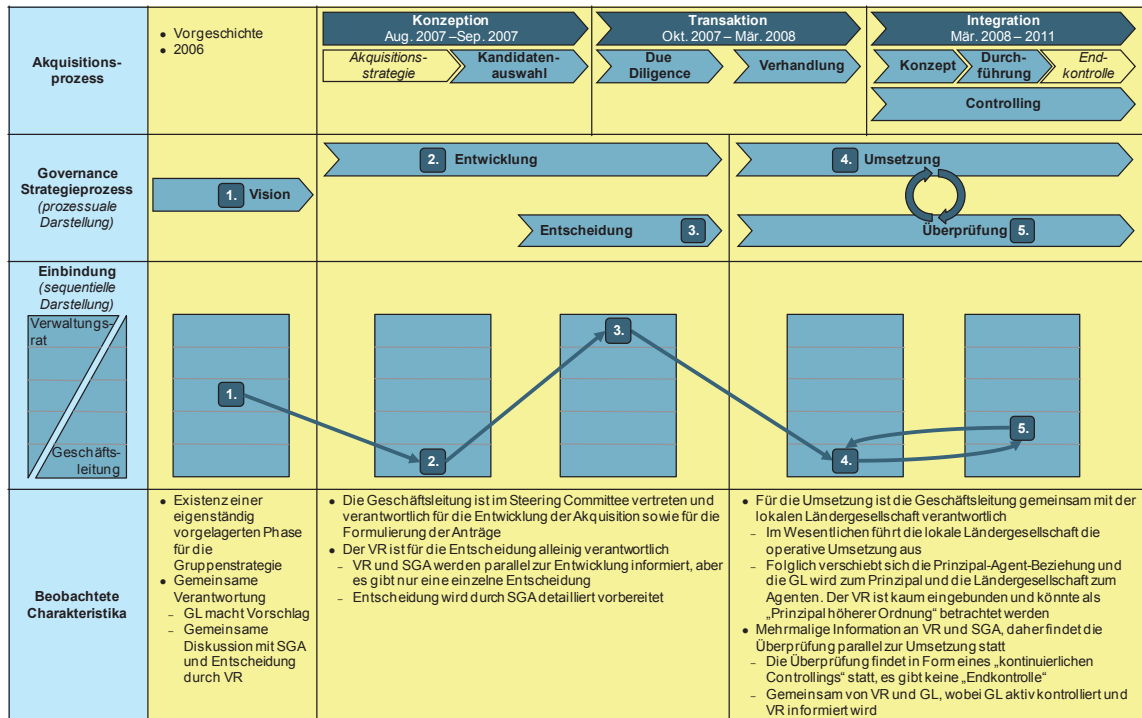 Akquisitions-
prozess
• Vorgeschichte
• 2006
Konzeption
Aug. 2007 –Sep. 2007
Akquisitions-
strategie
Kandidaten-
auswahl
Transaktion
Okt. 2007 – Mär. 2008
Due
Diligence
Verhandlung
Integration
Mär. 2008 – 2011
Konzept
Durch-
führung
End-
kontrolle
Controlling
Governance
Strategieprozess
(prozessuale
Darstellung)
1. Vision
2. Entwicklung
Entscheidung 3.
4. Umsetzung
Überprüfung 5.
Einbindung
(sequentielle
Darstellung)
Verwaltungs-
rat
Geschäfts-
leitung
1.
2.
3.
4.
5.
Beobachtete
Charakteristika
• Existenz einer
eigenständig
vorgelagerten Phase
für die
Gruppenstrategie
• Gemeinsame
Verantwortung
– GL macht Vorschlag
– Gemeinsame
Diskussion mit SGA
und Entscheidung
durch VR
• Die Geschäftsleitung ist im Steering Committee vertreten und
verantwortlich für die Entwicklung der Akquisition sowie für die
Formulierung der Anträge
• Der VR ist für die Entscheidung alleinig verantwortlich
– VR und SGA werden parallel zur Entwicklung informiert, aber
es gibt nur eine einzelne Entscheidung
– Entscheidung wird durch SGA detailliert vorbereitet
• Für die Umsetzung ist die Geschäftsleitung gemeinsam mit der
lokalen Ländergesellschaft verantwortlich
– Im Wesentlichen führt die lokale Ländergesellschaft die
operative Umsetzung aus
– Folglich verschiebt sich die Prinzipal-Agent-Beziehung und
die GL wird zum Prinzipal und die Ländergesellschaft zum
Agenten. Der VR ist kaum eingebunden und könnte als
„Prinzipal höherer Ordnung“ betrachtet werden
• Mehrmalige Information an VR und SGA, daher findet die
Überprüfung parallel zur Umsetzung statt
– Die Überprüfung findet in Form eines „kontinuierlichen
Controllings“ statt, es gibt keine „Endkontrolle“
– Gemeinsam von VR und GL, wobei GL aktiv kontrolliert und
VR informiert wird